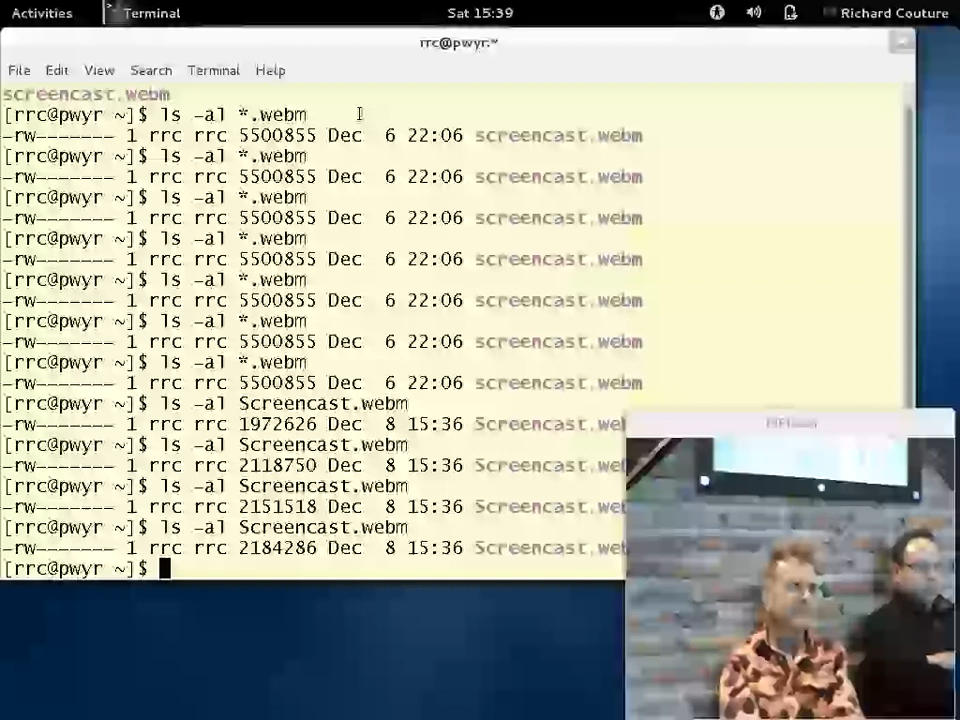 Activities Terminal Sat 15:39 Richard Couture
rrc@pwyr:~
File Edit View Search Terminal Help
screencast.webm
[rrc@pwyr ~]$ ls -al *.webm
-rw------- 1 rrc rrc 5500855 Dec  6 22:06 screencast.webm
[rrc@pwyr ~]$ ls -al *.webm
-rw------- 1 rrc rrc 5500855 Dec  6 22:06 screencast.webm
[rrc@pwyr ~]$ ls -al *.webm
-rw------- 1 rrc rrc 5500855 Dec  6 22:06 screencast.webm
[rrc@pwyr ~]$ ls -al *.webm
-rw------- 1 rrc rrc 5500855 Dec  6 22:06 screencast.webm
[rrc@pwyr ~]$ ls -al *.webm
-rw------- 1 rrc rrc 5500855 Dec  6 22:06 screencast.webm
[rrc@pwyr ~]$ ls -al *.webm
-rw------- 1 rrc rrc 5500855 Dec  6 22:06 screencast.webm
[rrc@pwyr ~]$ ls -al *.webm
-rw------- 1 rrc rrc 5500855 Dec  6 22:06 screencast.webm
[rrc@pwyr ~]$ ls -al Screencast.webm
-rw------- 1 rrc rrc 1972626 Dec  8 15:36 Screencast.we
[rrc@pwyr ~]$ ls -al Screencast.webm
-rw------- 1 rrc rrc 2118750 Dec  8 15:36 Screencast.we
[rrc@pwyr ~]$ ls -al Screencast.webm
-rw------- 1 rrc rrc 2151518 Dec  8 15:36 Screencast.we
[rrc@pwyr ~]$ ls -al Screencast.webm
-rw------- 1 rrc rrc 2184286 Dec  8 15:36 Screencast.we
[rrc@pwyr ~]$